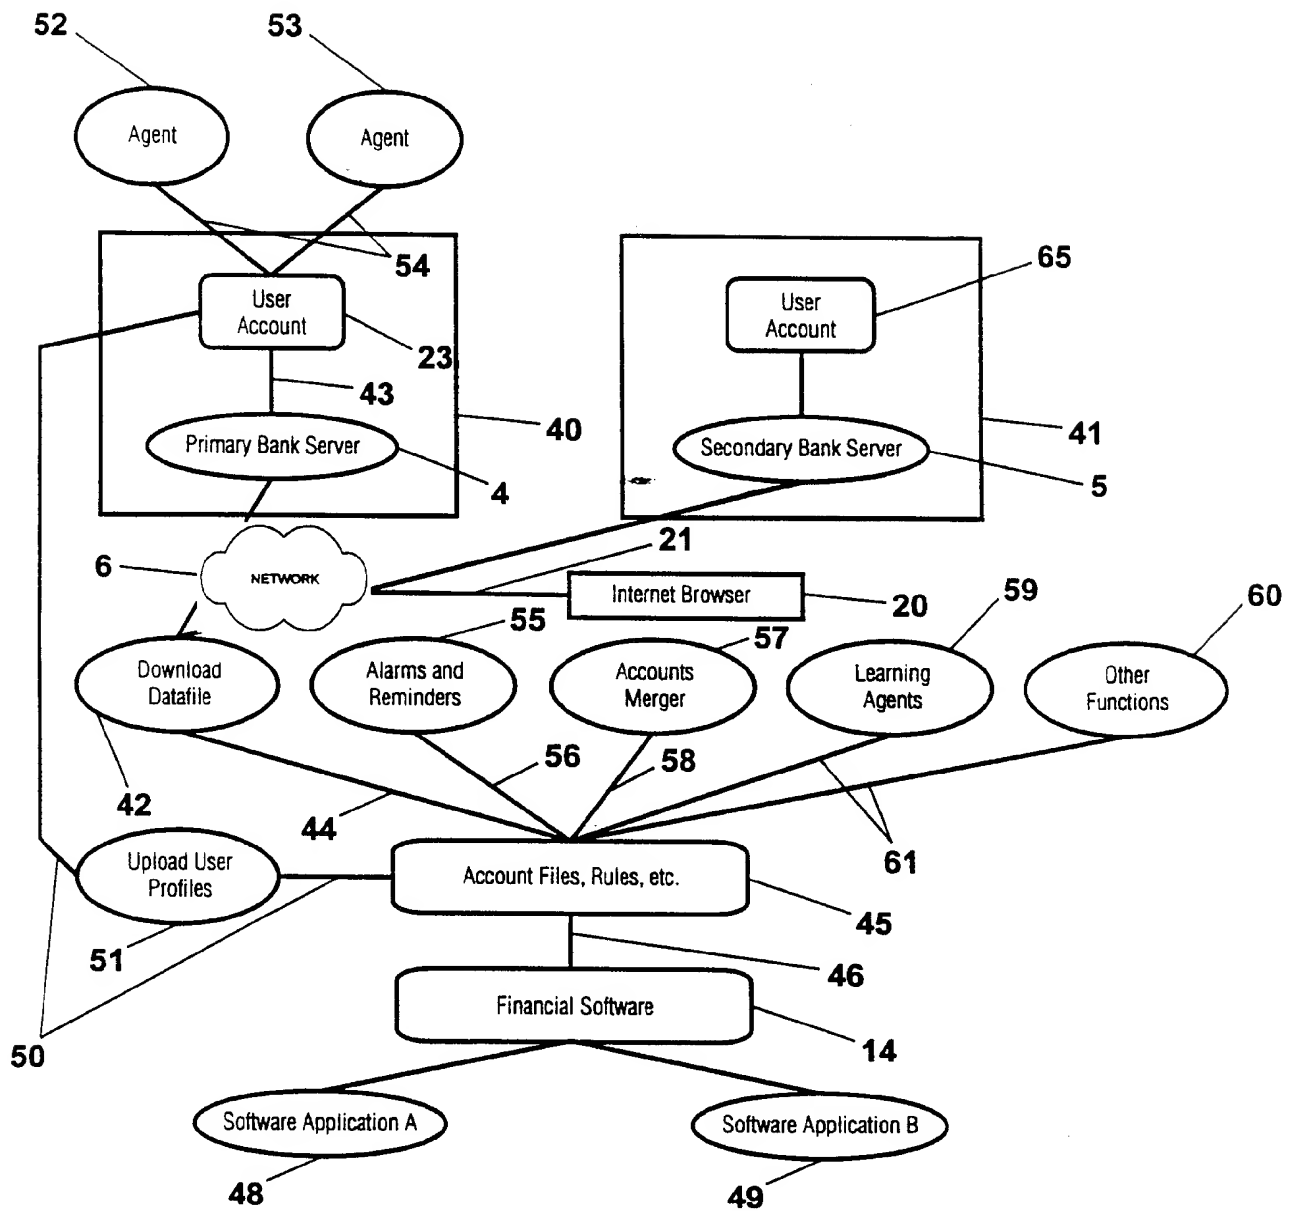 52
53
Agent
Agent
54
65
User
Account
User
Account
23
43
40
41
Primary Bank Server
Secondary Bank Server
4
5
21
6
NETWORK
Internet Browser
20
59
60
55
57
Download
Datafile
Alarms and
Reminders
Accounts
Merger
Learning
Agents
Other
Functions
56
58
42
44
61
Upload User
Profiles
Account Files, Rules, etc.
45
51
46
Financial Software
50
14
Software Application A
Software Application B
48
49